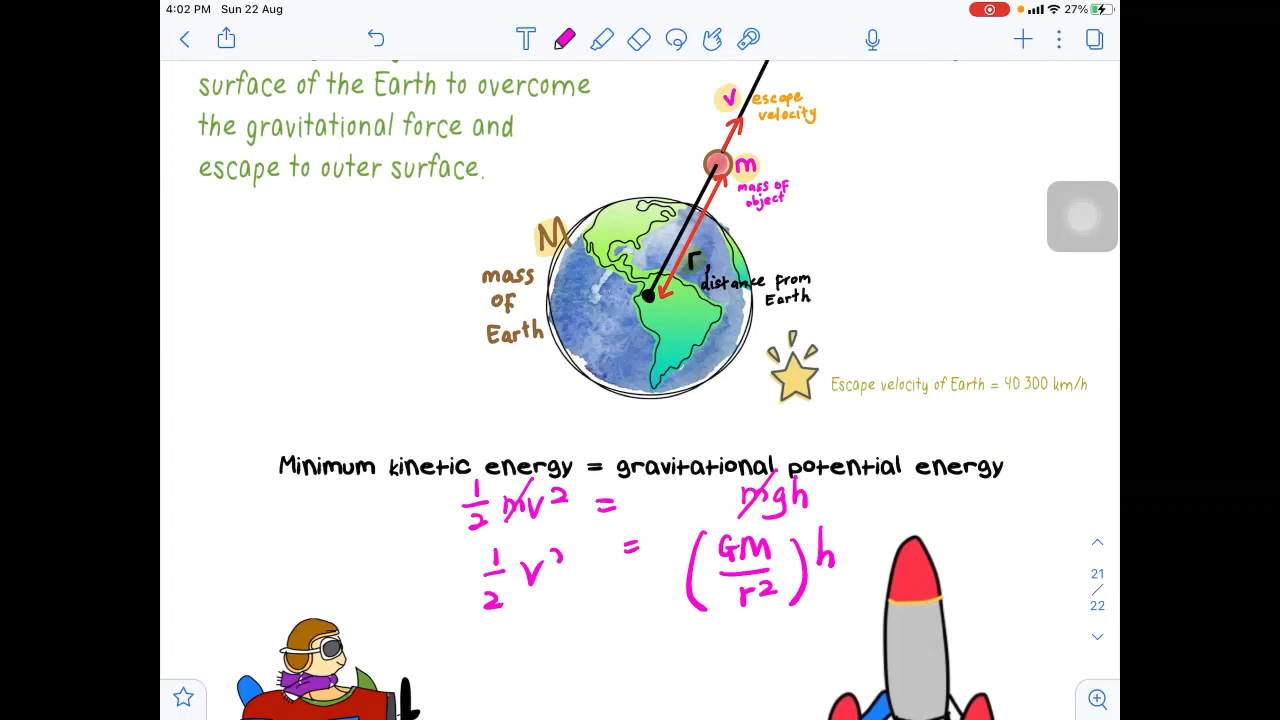 4:02 PM Sun 22 Aug
27%
T
surface of the Earth to overcome
the gravitational force and
escape to outer surface.
v
escape
velocity
m
mass of
object
M
mass
of
Earth
r,
distance from
Earth
Escape velocity of Earth = 40 300 km/h
Minimum kinetic energy = gravitational potential energy
1/2 mv² = mgh
1/2 v² = (GM/r²)h
21
/
22